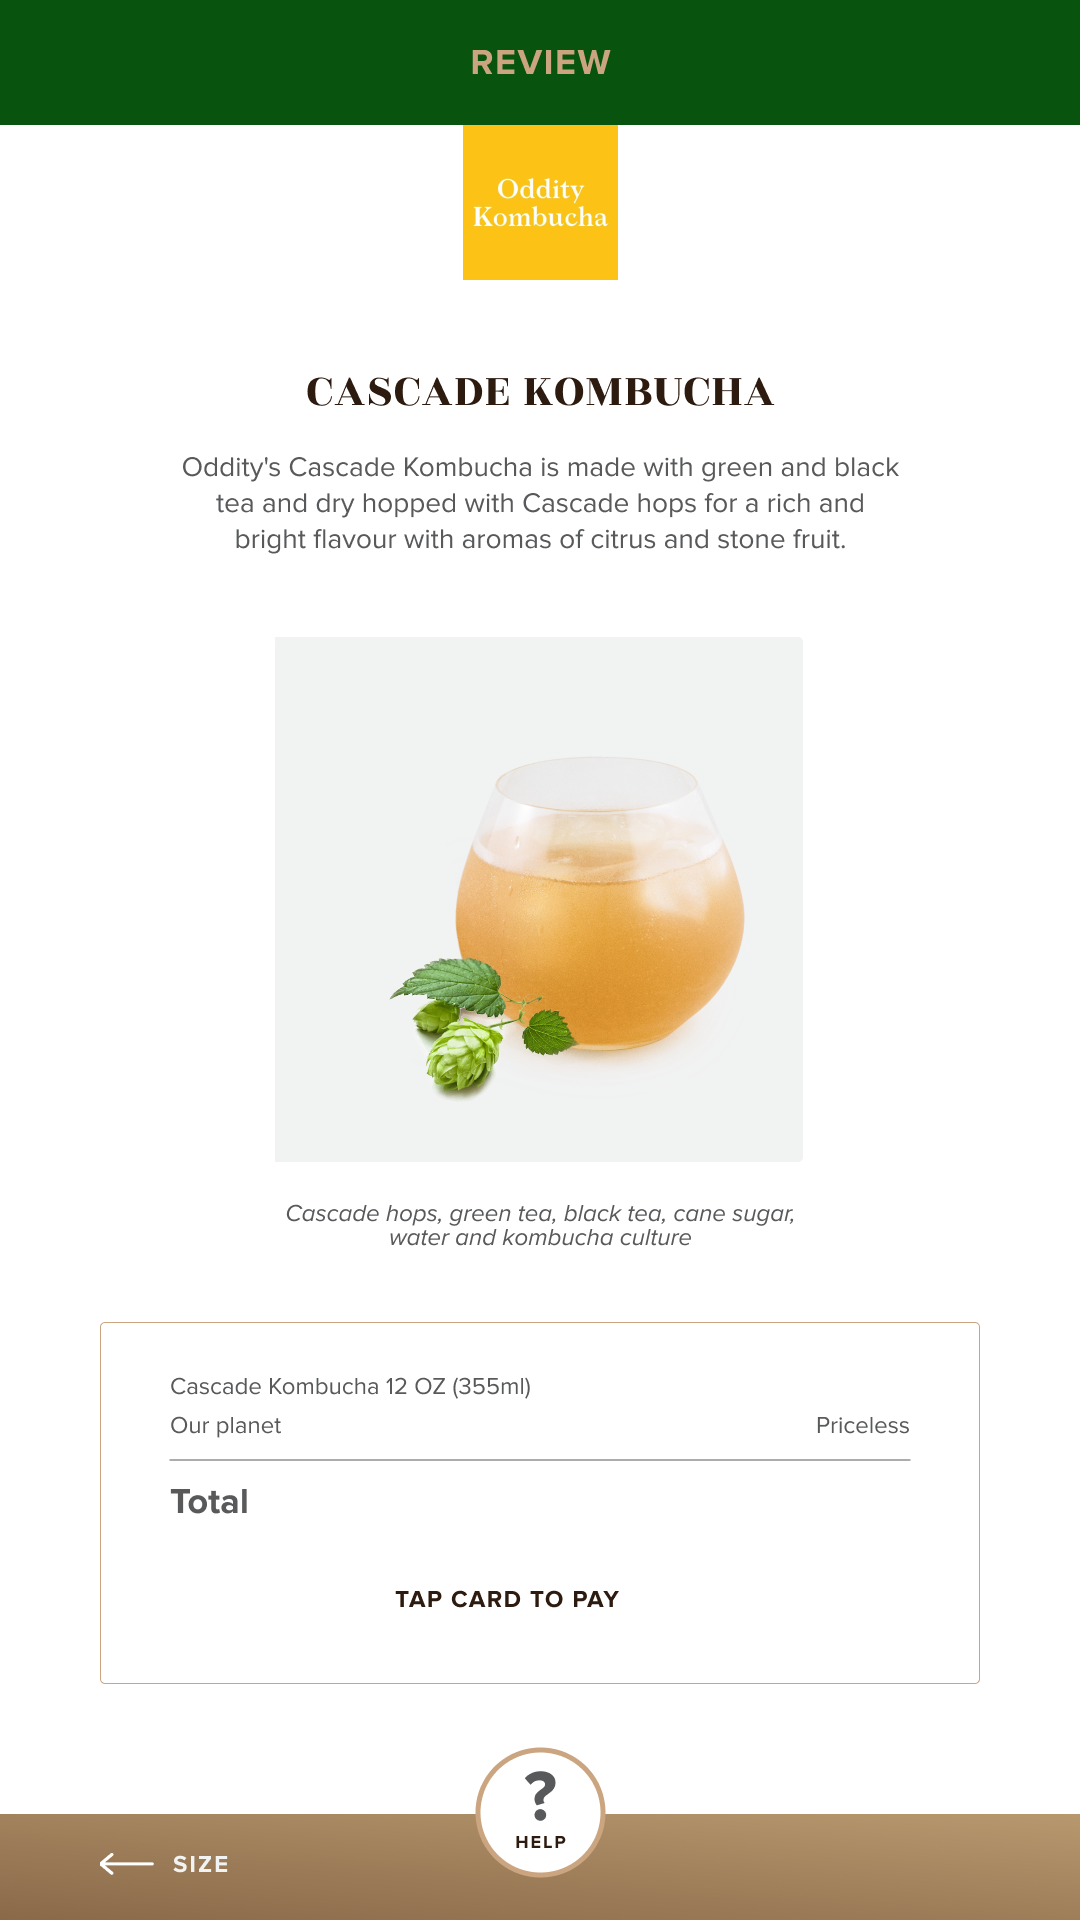 REVIEW
Oddity
Kombucha
CASCADE KOMBUCHA
Oddity's Cascade Kombucha is made with green and black
tea and dry hopped with Cascade hops for a rich and
bright flavour with aromas of citrus and stone fruit.
Cascade hops, green tea, black tea, cane sugar,
water and kombucha culture
Cascade Kombucha 12 OZ (355ml)
Our planet Priceless
Total
TAP CARD TO PAY
?
HELP
SIZE